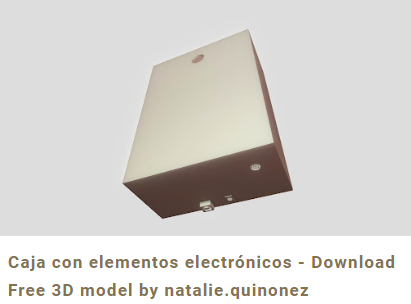 Caja con elementos electrónicos - Download
Free 3D model by natalie.quinonez